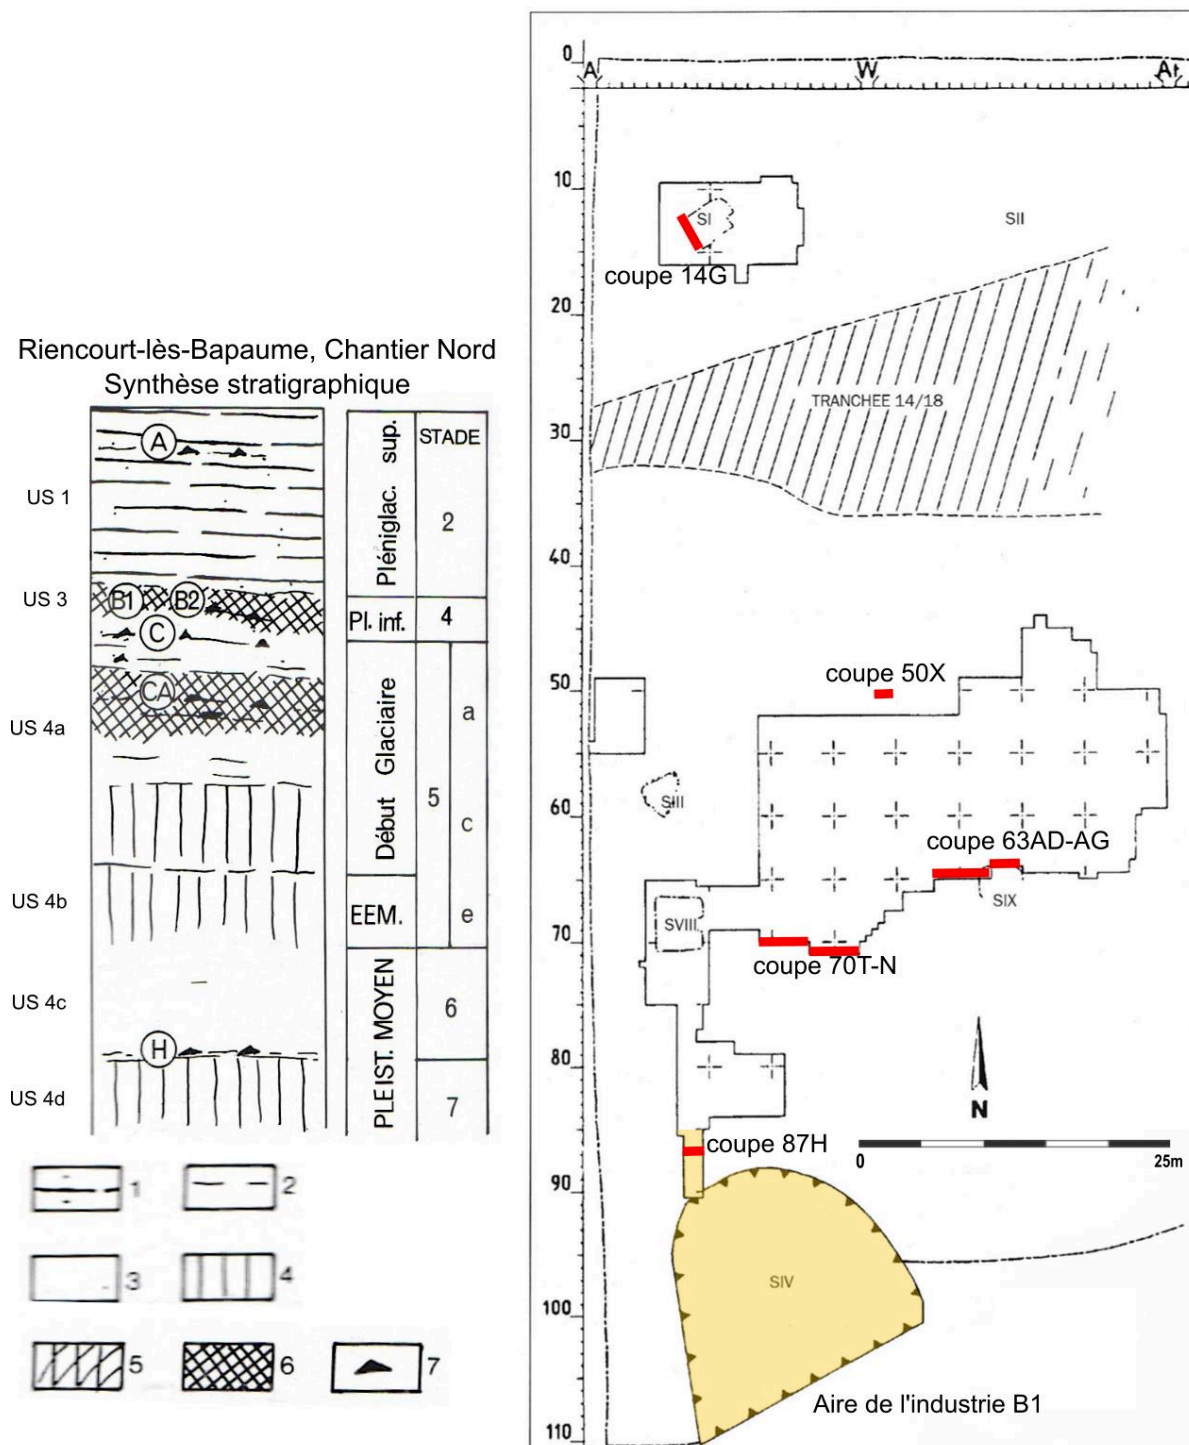 Riencourt-lès-Bapaume, Chantier Nord
Synthèse stratigraphique
US 1
US 3
US 4a
US 4b
US 4c
US 4d
A
B1 B2
C
CA
H
Pléniglac. sup.
STADE
2
Pl. inf.
4
Début Glaciaire
5
a
c
EEM.
e
PLEIST. MOYEN
6
7
1
2
3
4
5
6
7
0
A W At
10
SI
SII
coupe 14G
20
TRANCHEE 14/18
30
40
coupe 50X
50
60
SIII
coupe 63AD-AG
SVIII
SIX
70
coupe 70T-N
80
N
coupe 87H
0 25m
90
SIV
100
Aire de l'industrie B1
110